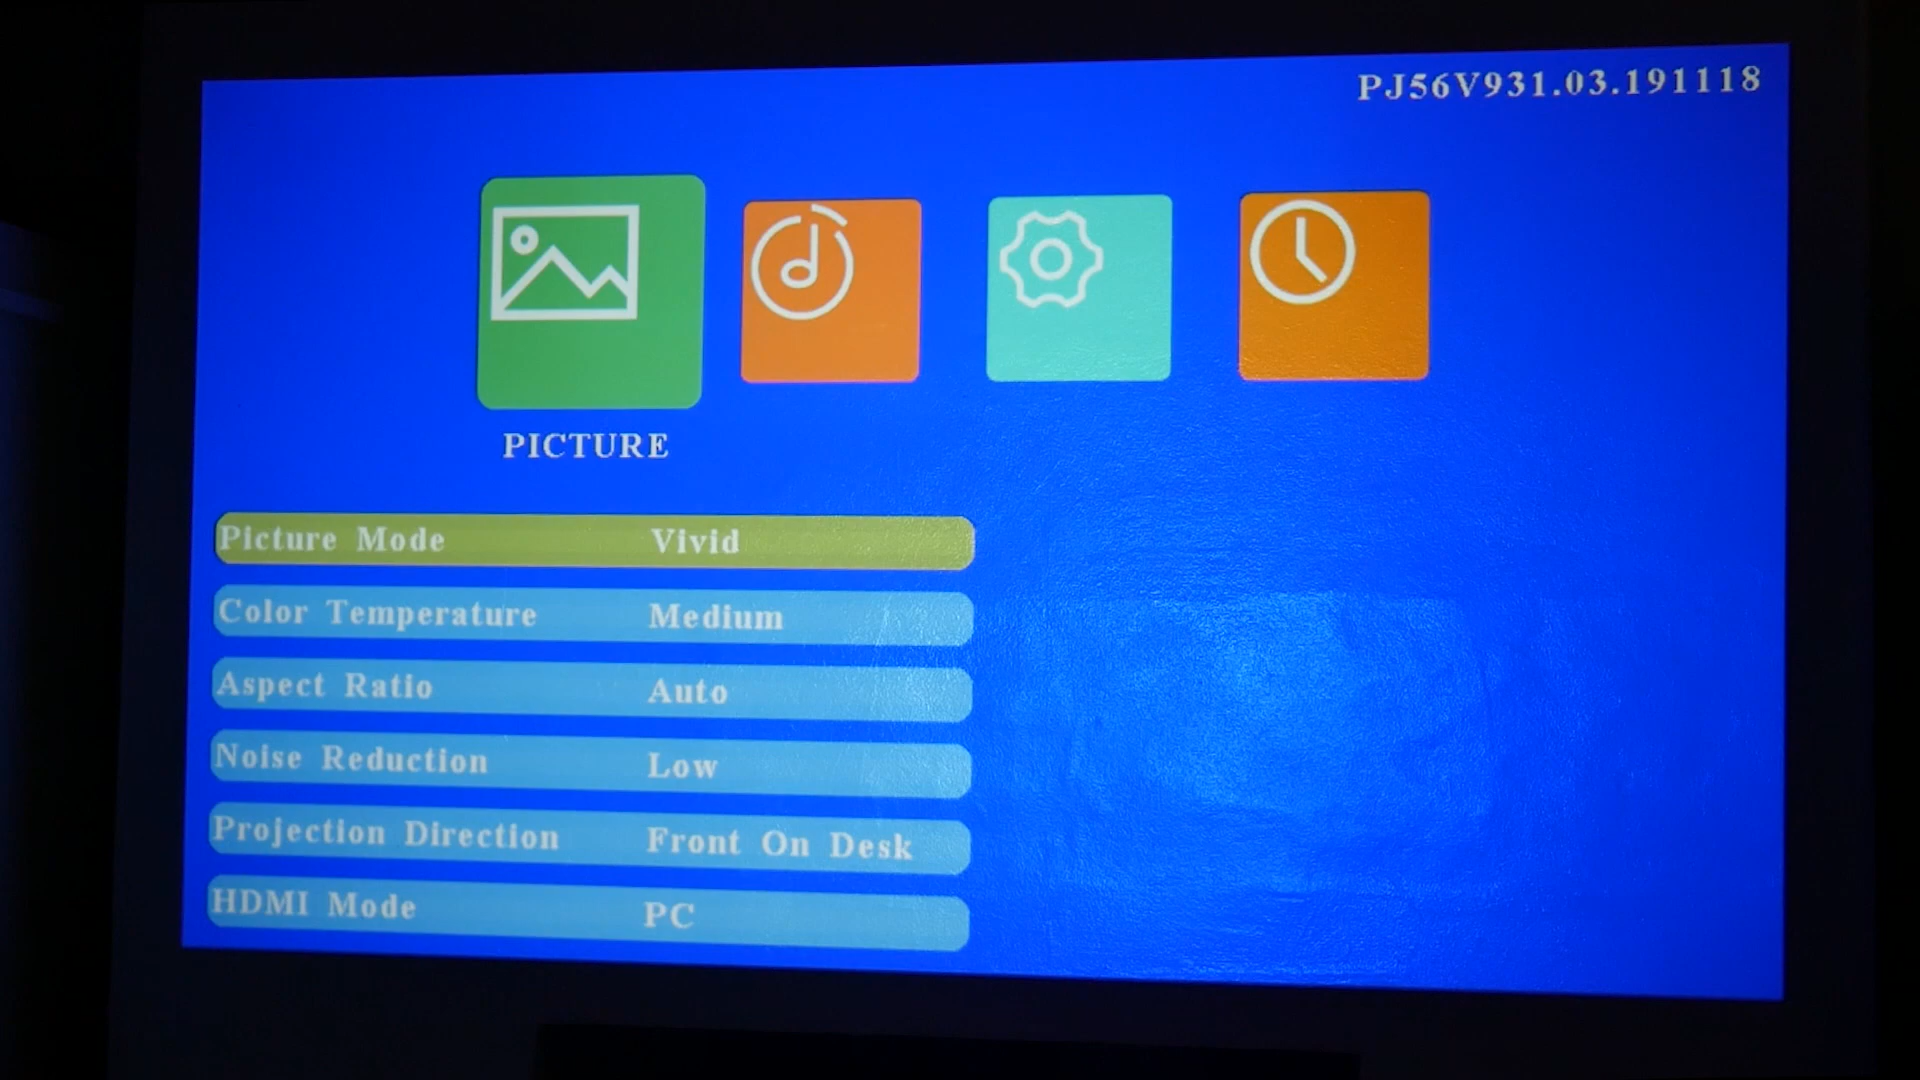 PJ56V931.03.191118
PICTURE
Picture Mode Vivid
Color Temperature Medium
Aspect Ratio Auto
Noise Reduction Low
Projection Direction Front On Desk
HDMI Mode PC